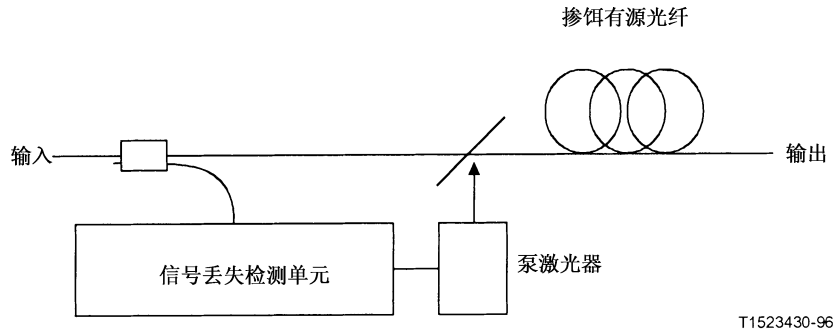 掺饵有源光纤
输入
输出
信号丢失检测单元
泵激光器
T1523430-96